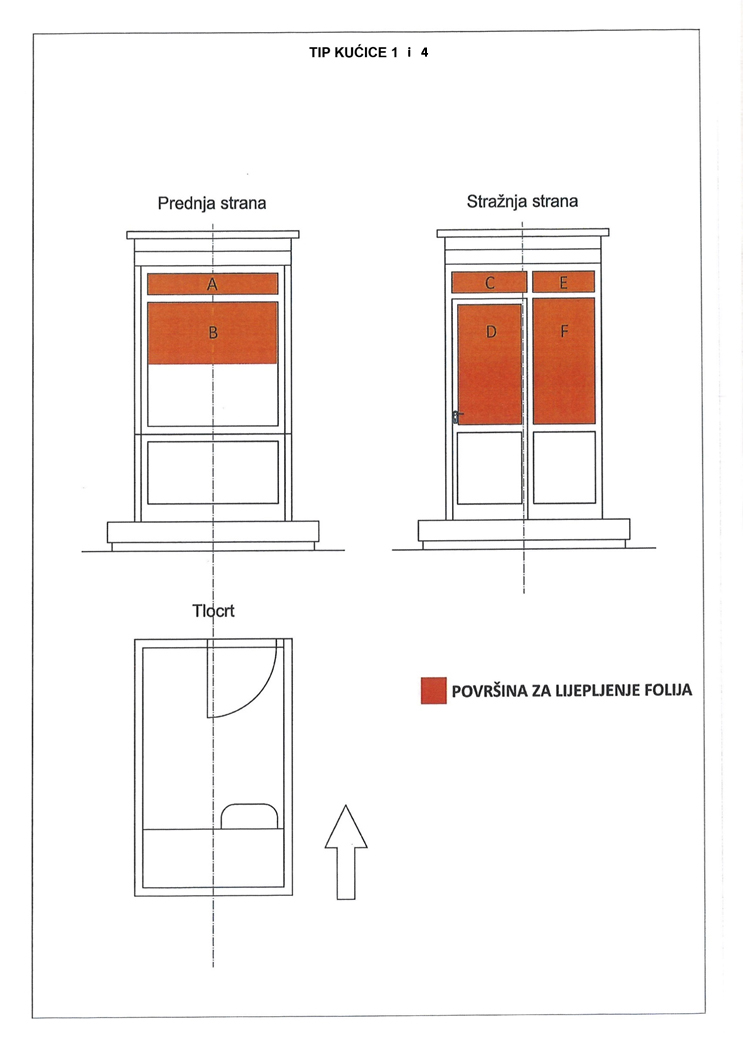 TIP KUĆICE 1 i 4
Prednja strana
Stražnja strana
A
B
C
E
D
F
Tlocrt
POVRŠINA ZA LIJEPLJENJE FOLIJA